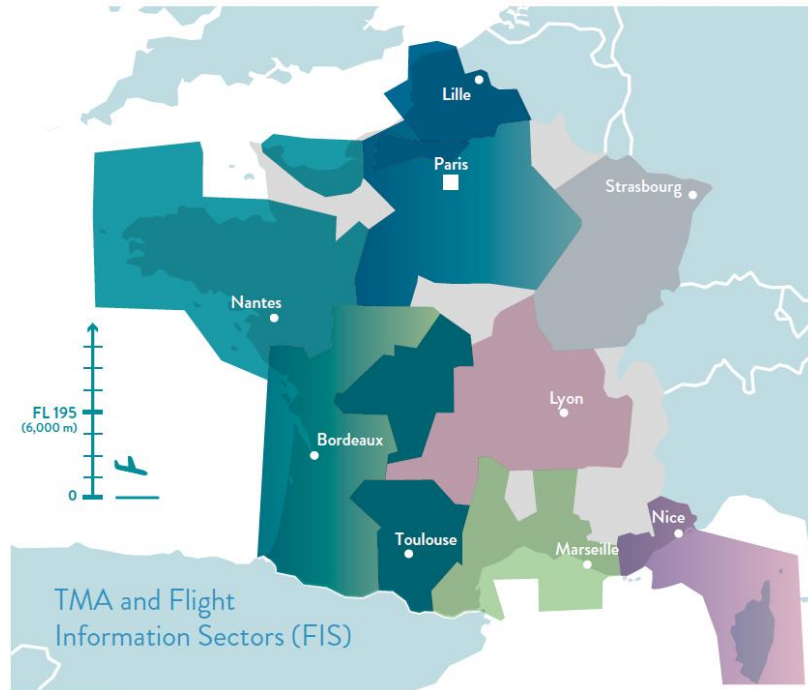 Lille
Paris
Strasbourg
Nantes
FL 195
(6,000 m)
Lyon
Bordeaux
0
Nice
Toulouse
Marseille
TMA and Flight
Information Sectors (FIS)